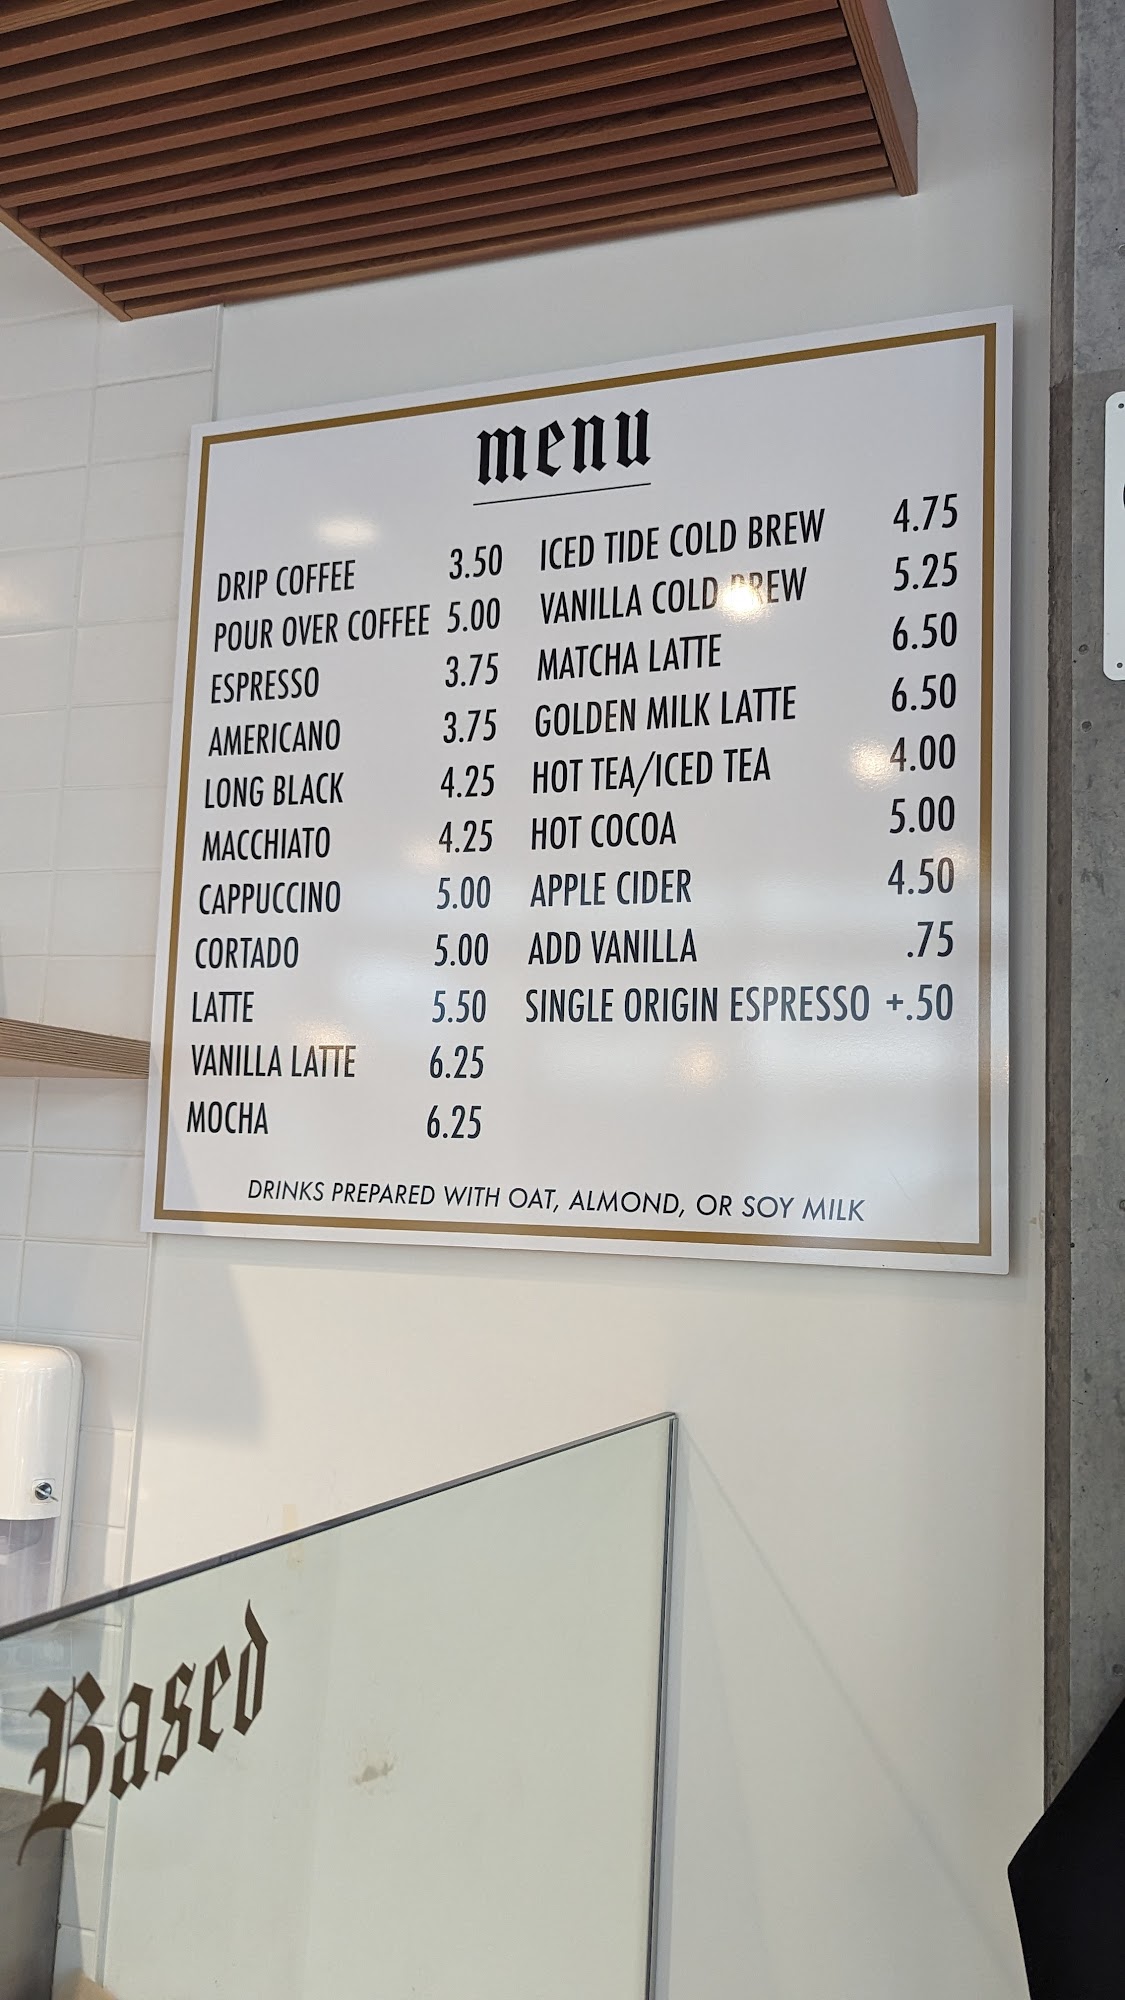 menu
DRIP COFFEE 3.50
POUR OVER COFFEE 5.00
ESPRESSO 3.75
AMERICANO 3.75
LONG BLACK 4.25
MACCHIATO 4.25
CAPPUCCINO 5.00
CORTADO 5.00
LATTE 5.50
VANILLA LATTE 6.25
MOCHA 6.25
ICED TIDE COLD BREW 4.75
VANILLA COLD BREW 5.25
MATCHA LATTE 6.50
GOLDEN MILK LATTE 6.50
HOT TEA/ICED TEA 4.00
HOT COCOA 5.00
APPLE CIDER 4.50
ADD VANILLA .75
SINGLE ORIGIN ESPRESSO +.50
DRINKS PREPARED WITH OAT, ALMOND, OR SOY MILK
Based